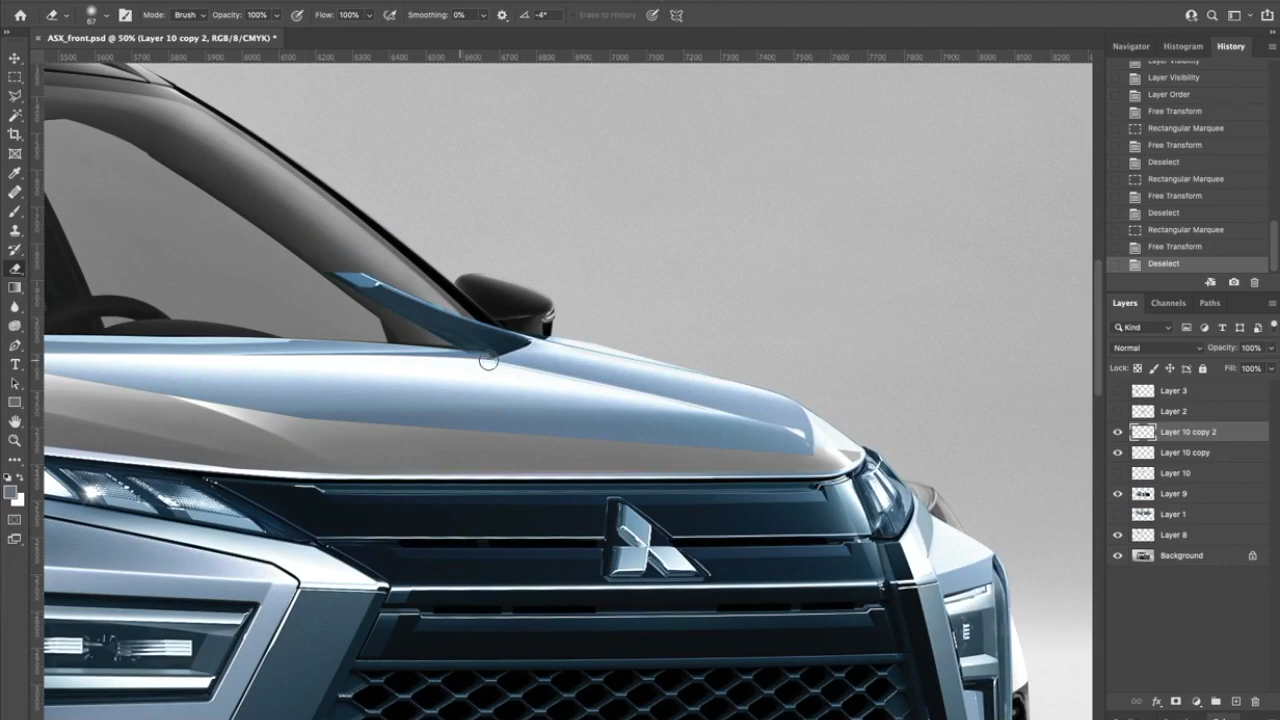 67
Mode: Brush Opacity: 100% Flow: 100% Smoothing: 0% -4° Erase to History
× ASX_front.psd @ 50% (Layer 10 copy 2, RGB/8/CMYK) *
5500 5900 6000 6100 6200 6300 6400 6500 6600 6700 6800 6900 7000 7100 7200 7300 7400 7500 7600 7700 7800 7900 8000 8100 8200
Navigator Histogram History
Layer Visibility
Layer Visibility
Layer Order
Free Transform
Rectangular Marquee
Free Transform
Deselect
Rectangular Marquee
Free Transform
Deselect
Rectangular Marquee
Free Transform
Deselect
Layers Channels Paths
Kind
Normal Opacity: 100%
Lock: Fill: 100%
Layer 3
Layer 2
Layer 10 copy 2
Layer 10 copy
Layer 10
Layer 9
Layer 1
Layer 8
Background